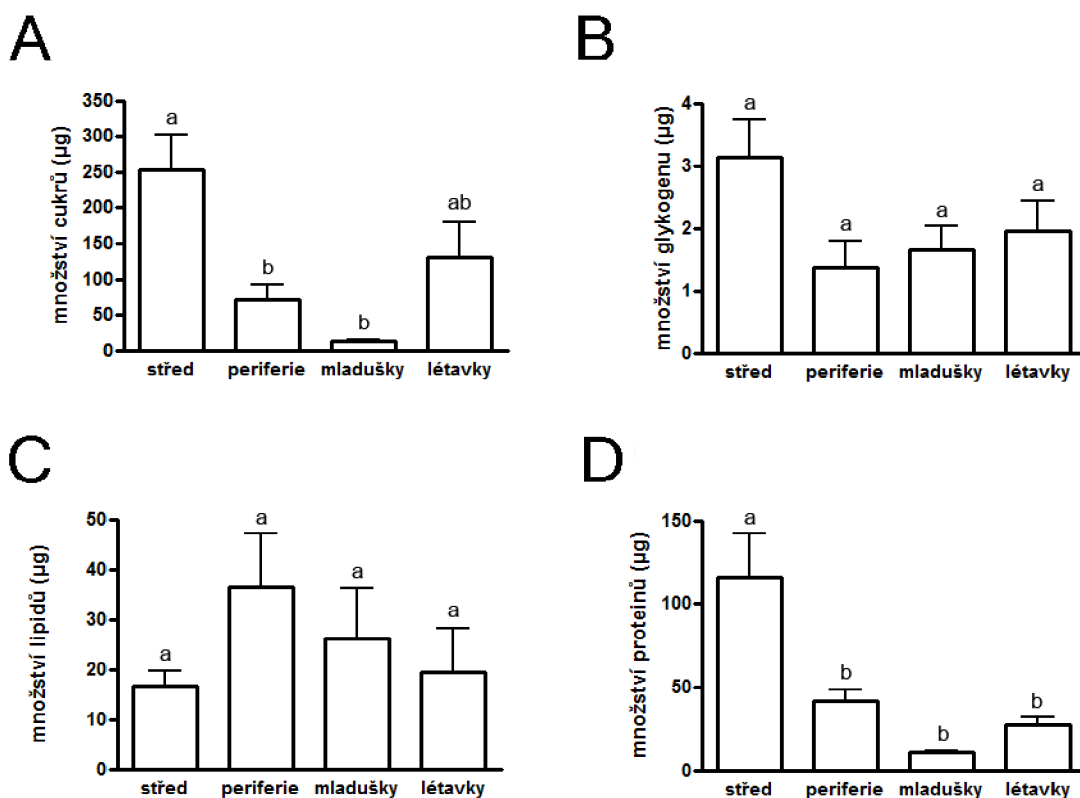 A
množství cukrů (µg)
350
300
250
200
150
100
50
0
a
b
b
ab
střed periferie mladušky létavky
B
množství glykogenu (µg)
4
3
2
1
0
a
a
a
a
střed periferie mladušky létavky
C
množství lipidů (µg)
50
40
30
20
10
0
a
a
a
a
střed periferie mladušky létavky
D
množství proteinů (µg)
150
100
50
0
a
b
b
b
střed periferie mladušky létavky